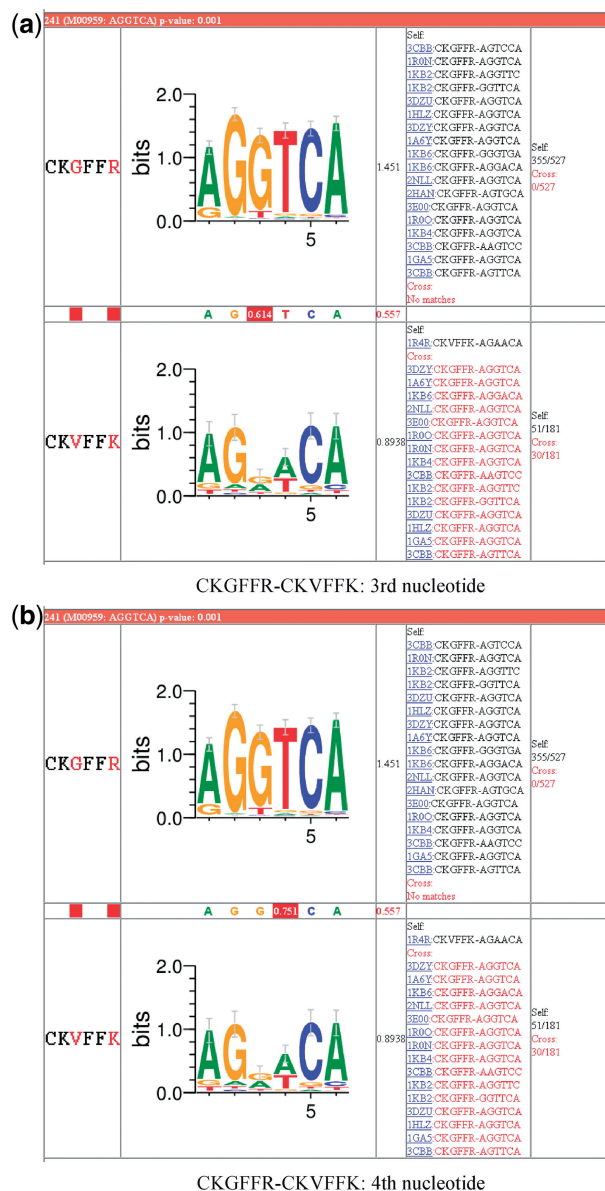 (a)
241 (M00959: AGGTCA) p-value: 0.001
CKGFFR
bits
2.0
1.0
0.0
AGGTCA
5
1.451
Self:
3CBB:CKGFFR-AGTCCA
1R0N:CKGFFR-AGGTCA
1KB2:CKGFFR-AGGTTC
1KB2:CKGFFR-GGTTCA
3DZU:CKGFFR-AGGTCA
1HLZ:CKGFFR-AGGTCA
3DZY:CKGFFR-AGGTCA
1A6Y:CKGFFR-AGGTCA
1KB6:CKGFFR-GGGTGA
1KB6:CKGFFR-AGGACA
2NLL:CKGFFR-AGGTCA
2HAN:CKGFFR-AGTGCA
3E00:CKGFFR-AGGTCA
1R0O:CKGFFR-AGGTCA
1KB4:CKGFFR-AGGTCA
3CBB:CKGFFR-AAGTCC
1GA5:CKGFFR-AGGTCA
3CBB:CKGFFR-AGTTCA
Cross:
No matches
Self:
355/527
Cross:
0/527
A G 0.614 T C A 0.557
CKVFFK
bits
2.0
1.0
0.0
AGGACA
5
0.8938
Self:
1R4R:CKVFFK-AGAACA
Cross:
3DZY:CKGFFR-AGGTCA
1A6Y:CKGFFR-AGGTCA
1KB6:CKGFFR-AGGACA
2NLL:CKGFFR-AGGTCA
3E00:CKGFFR-AGGTCA
1R0O:CKGFFR-AGGTCA
1R0N:CKGFFR-AGGTCA
1KB4:CKGFFR-AGGTCA
3CBB:CKGFFR-AAGTCC
1KB2:CKGFFR-AGGTTC
1KB2:CKGFFR-GGTTCA
3DZU:CKGFFR-AGGTCA
1HLZ:CKGFFR-AGGTCA
1GA5:CKGFFR-AGGTCA
3CBB:CKGFFR-AGTTCA
Self:
51/181
Cross:
30/181
CKGFFR-CKVFFK: 3rd nucleotide
(b)
241 (M00959: AGGTCA) p-value: 0.001
CKGFFR
bits
2.0
1.0
0.0
AGGTCA
5
1.451
Self:
3CBB:CKGFFR-AGTCCA
1R0N:CKGFFR-AGGTCA
1KB2:CKGFFR-AGGTTC
1KB2:CKGFFR-GGTTCA
3DZU:CKGFFR-AGGTCA
1HLZ:CKGFFR-AGGTCA
3DZY:CKGFFR-AGGTCA
1A6Y:CKGFFR-AGGTCA
1KB6:CKGFFR-GGGTGA
1KB6:CKGFFR-AGGACA
2NLL:CKGFFR-AGGTCA
2HAN:CKGFFR-AGTGCA
3E00:CKGFFR-AGGTCA
1R0O:CKGFFR-AGGTCA
1KB4:CKGFFR-AGGTCA
3CBB:CKGFFR-AAGTCC
1GA5:CKGFFR-AGGTCA
3CBB:CKGFFR-AGTTCA
Cross:
No matches
Self:
355/527
Cross:
0/527
A G G 0.751 C A 0.557
CKVFFK
bits
2.0
1.0
0.0
AGGACA
5
0.8938
Self:
1R4R:CKVFFK-AGAACA
Cross:
3DZY:CKGFFR-AGGTCA
1A6Y:CKGFFR-AGGTCA
1KB6:CKGFFR-AGGACA
2NLL:CKGFFR-AGGTCA
3E00:CKGFFR-AGGTCA
1R0O:CKGFFR-AGGTCA
1R0N:CKGFFR-AGGTCA
1KB4:CKGFFR-AGGTCA
3CBB:CKGFFR-AAGTCC
1KB2:CKGFFR-AGGTTC
1KB2:CKGFFR-GGTTCA
3DZU:CKGFFR-AGGTCA
1HLZ:CKGFFR-AGGTCA
1GA5:CKGFFR-AGGTCA
3CBB:CKGFFR-AGTTCA
Self:
51/181
Cross:
30/181
CKGFFR-CKVFFK: 4th nucleotide